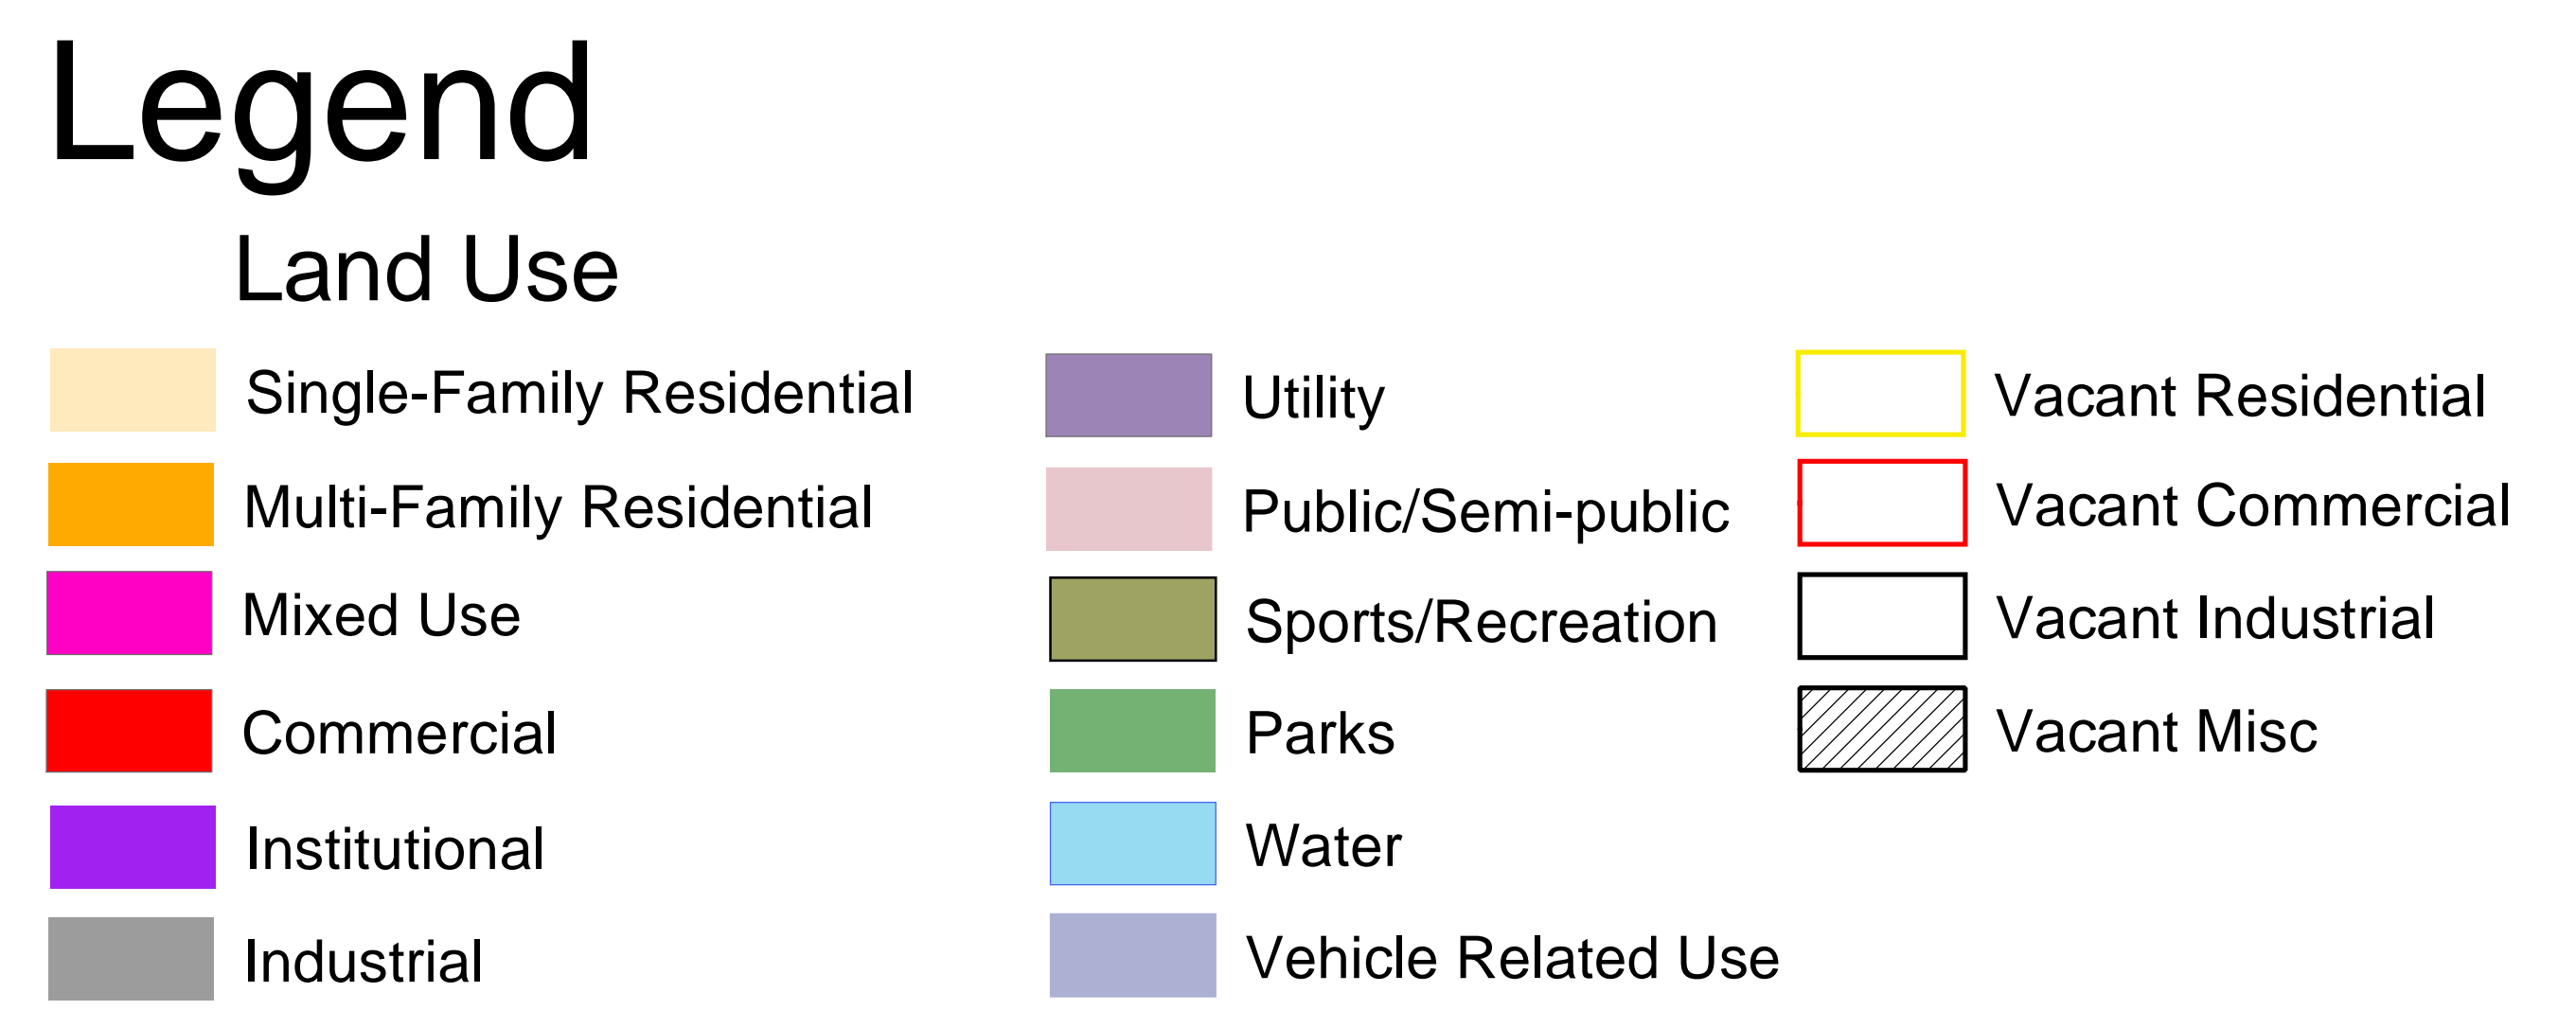 Legend
Land Use
Single-Family Residential
Multi-Family Residential
Mixed Use
Commercial
Institutional
Industrial
Utility
Public/Semi-public
Sports/Recreation
Parks
Water
Vehicle Related Use
Vacant Residential
Vacant Commercial
Vacant Industrial
Vacant Misc